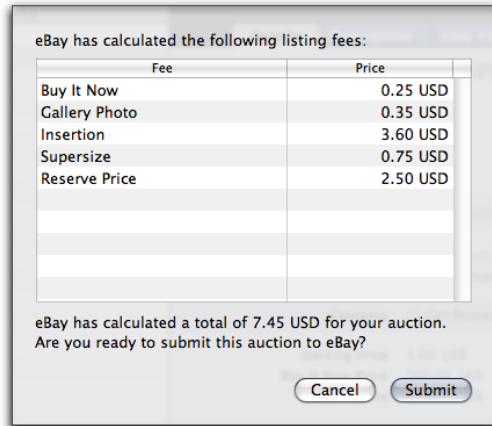 eBay has calculated the following listing fees:
Fee Price
Buy It Now 0.25 USD
Gallery Photo 0.35 USD
Insertion 3.60 USD
Supersize 0.75 USD
Reserve Price 2.50 USD
eBay has calculated a total of 7.45 USD for your auction.
Are you ready to submit this auction to eBay?
Cancel Submit